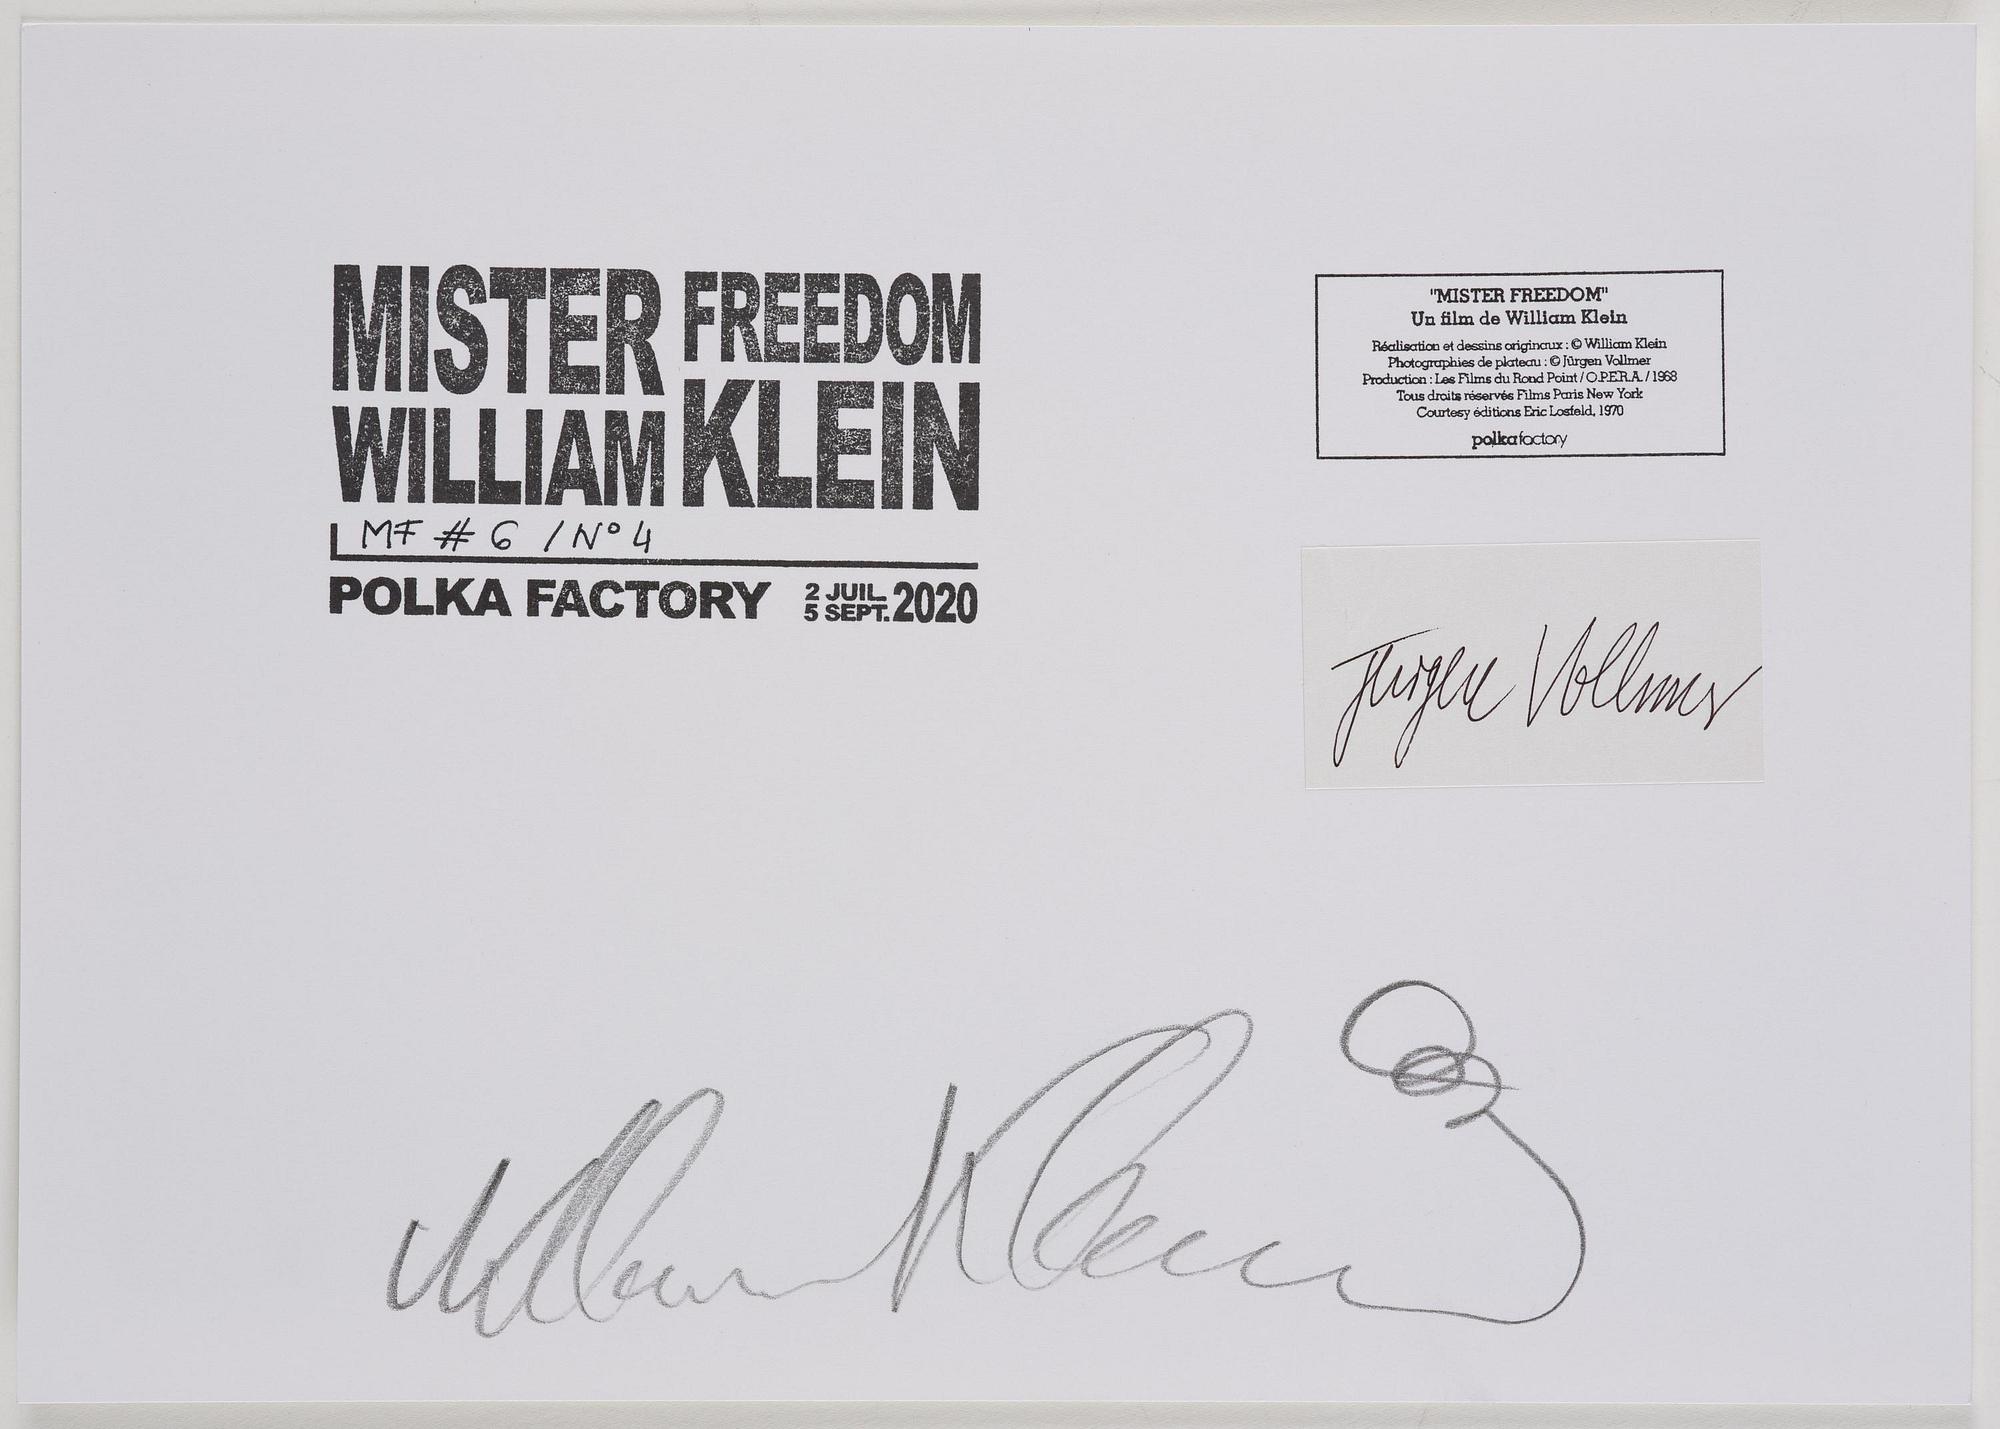 MISTER FREEDOM
WILLIAM KLEIN
MF # 6 / N° 4
POLKA FACTORY 2 JUIL. 5 SEPT. 2020
"MISTER FREEDOM"
Un film de William Klein
Réalisation et dessins originaux : © William Klein
Photographies de plateau : © Jürgen Vollmer
Production : Les Films du Rond Point / O.P.E.R.A. / 1968
Tous droits réservés Films Paris New York
Courtesy éditions Eric Losfeld, 1970
polkafactory
Jürgen Vollmer
William Klein